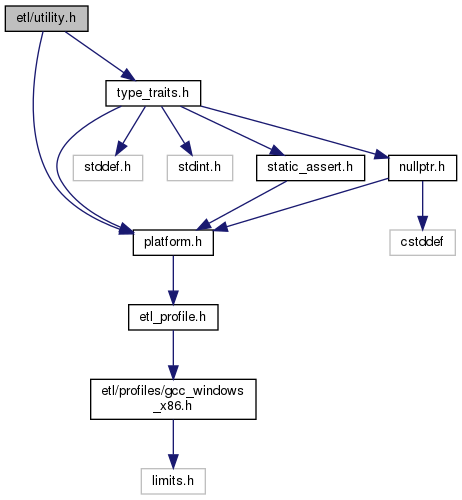 etl/utility.h
type_traits.h
stddef.h
stdint.h
static_assert.h
nullptr.h
platform.h
cstddef
etl_profile.h
etl/profiles/gcc_windows
_x86.h
limits.h